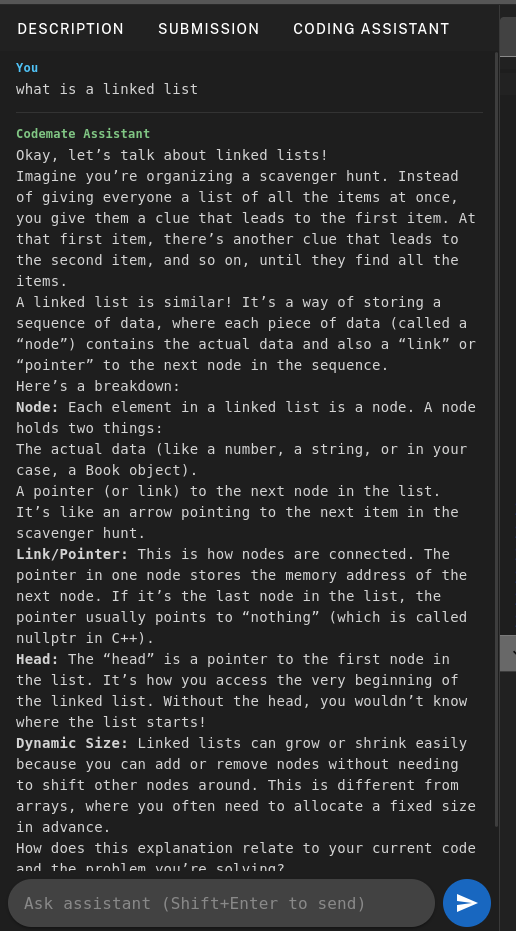 DESCRIPTION SUBMISSION CODING ASSISTANT
You
what is a linked list
Codemate Assistant
Okay, let’s talk about linked lists!
Imagine you’re organizing a scavenger hunt. Instead
of giving everyone a list of all the items at once,
you give them a clue that leads to the first item. At
that first item, there’s another clue that leads to
the second item, and so on, until they find all the
items.
A linked list is similar! It’s a way of storing a
sequence of data, where each piece of data (called a
“node”) contains the actual data and also a “link” or
“pointer” to the next node in the sequence.
Here’s a breakdown:
Node: Each element in a linked list is a node. A node
holds two things:
The actual data (like a number, a string, or in your
case, a Book object).
A pointer (or link) to the next node in the list.
It’s like an arrow pointing to the next item in the
scavenger hunt.
Link/Pointer: This is how nodes are connected. The
pointer in one node stores the memory address of the
next node. If it’s the last node in the list, the
pointer usually points to “nothing” (which is called
nullptr in C++).
Head: The “head” is a pointer to the first node in
the list. It’s how you access the very beginning of
the linked list. Without the head, you wouldn’t know
where the list starts!
Dynamic Size: Linked lists can grow or shrink easily
because you can add or remove nodes without needing
to shift other nodes around. This is different from
arrays, where you often need to allocate a fixed size
in advance.
How does this explanation relate to your current code
and the problem you’re solving?
Ask assistant (Shift+Enter to send)